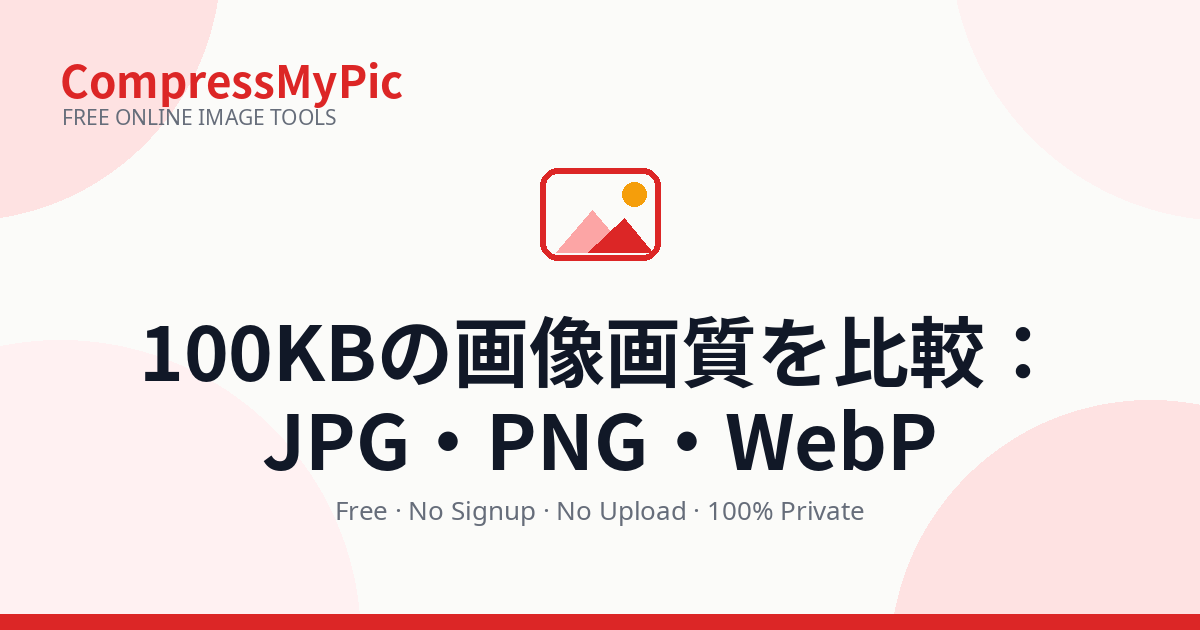 CompressMyPic
FREE ONLINE IMAGE TOOLS
100KBの画像画質を比較：
JPG・PNG・WebP
Free · No Signup · No Upload · 100% Private